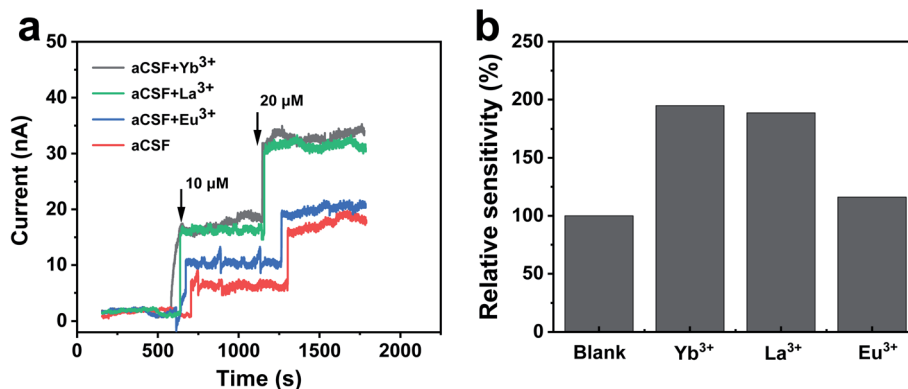 a
50
40
30
20
10
0
Current (nA)
aCSF+Yb³⁺
aCSF+La³⁺
aCSF+Eu³⁺
aCSF
10 μM
20 μM
0 500 1000 1500 2000
Time (s)
b
250
200
150
100
50
0
Relative sensitivity (%)
Blank Yb³⁺ La³⁺ Eu³⁺